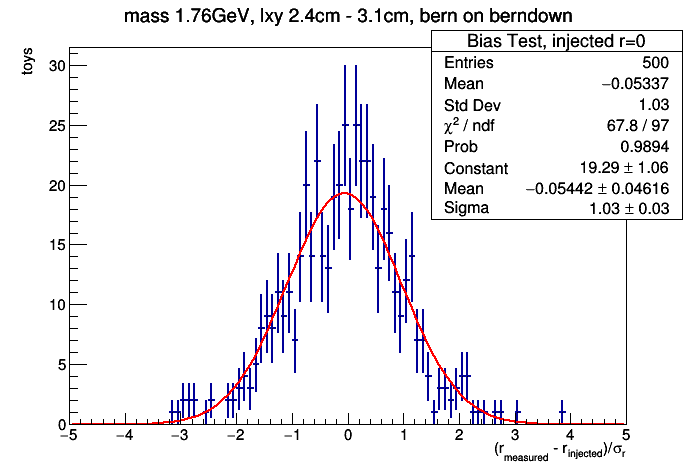 mass 1.76GeV, lxy 2.4cm - 3.1cm, bern on berndown
toys
Bias Test, injected r=0
Entries 500
Mean −0.05337
Std Dev 1.03
χ² / ndf 67.8 / 97
Prob 0.9894
Constant 19.29 ± 1.06
Mean −0.05442 ± 0.04616
Sigma 1.03 ± 0.03
30
25
20
15
10
5
0
−5 −4 −3 −2 −1 0 1 2 3 4 5
(r_measured - r_injected)/σ_r